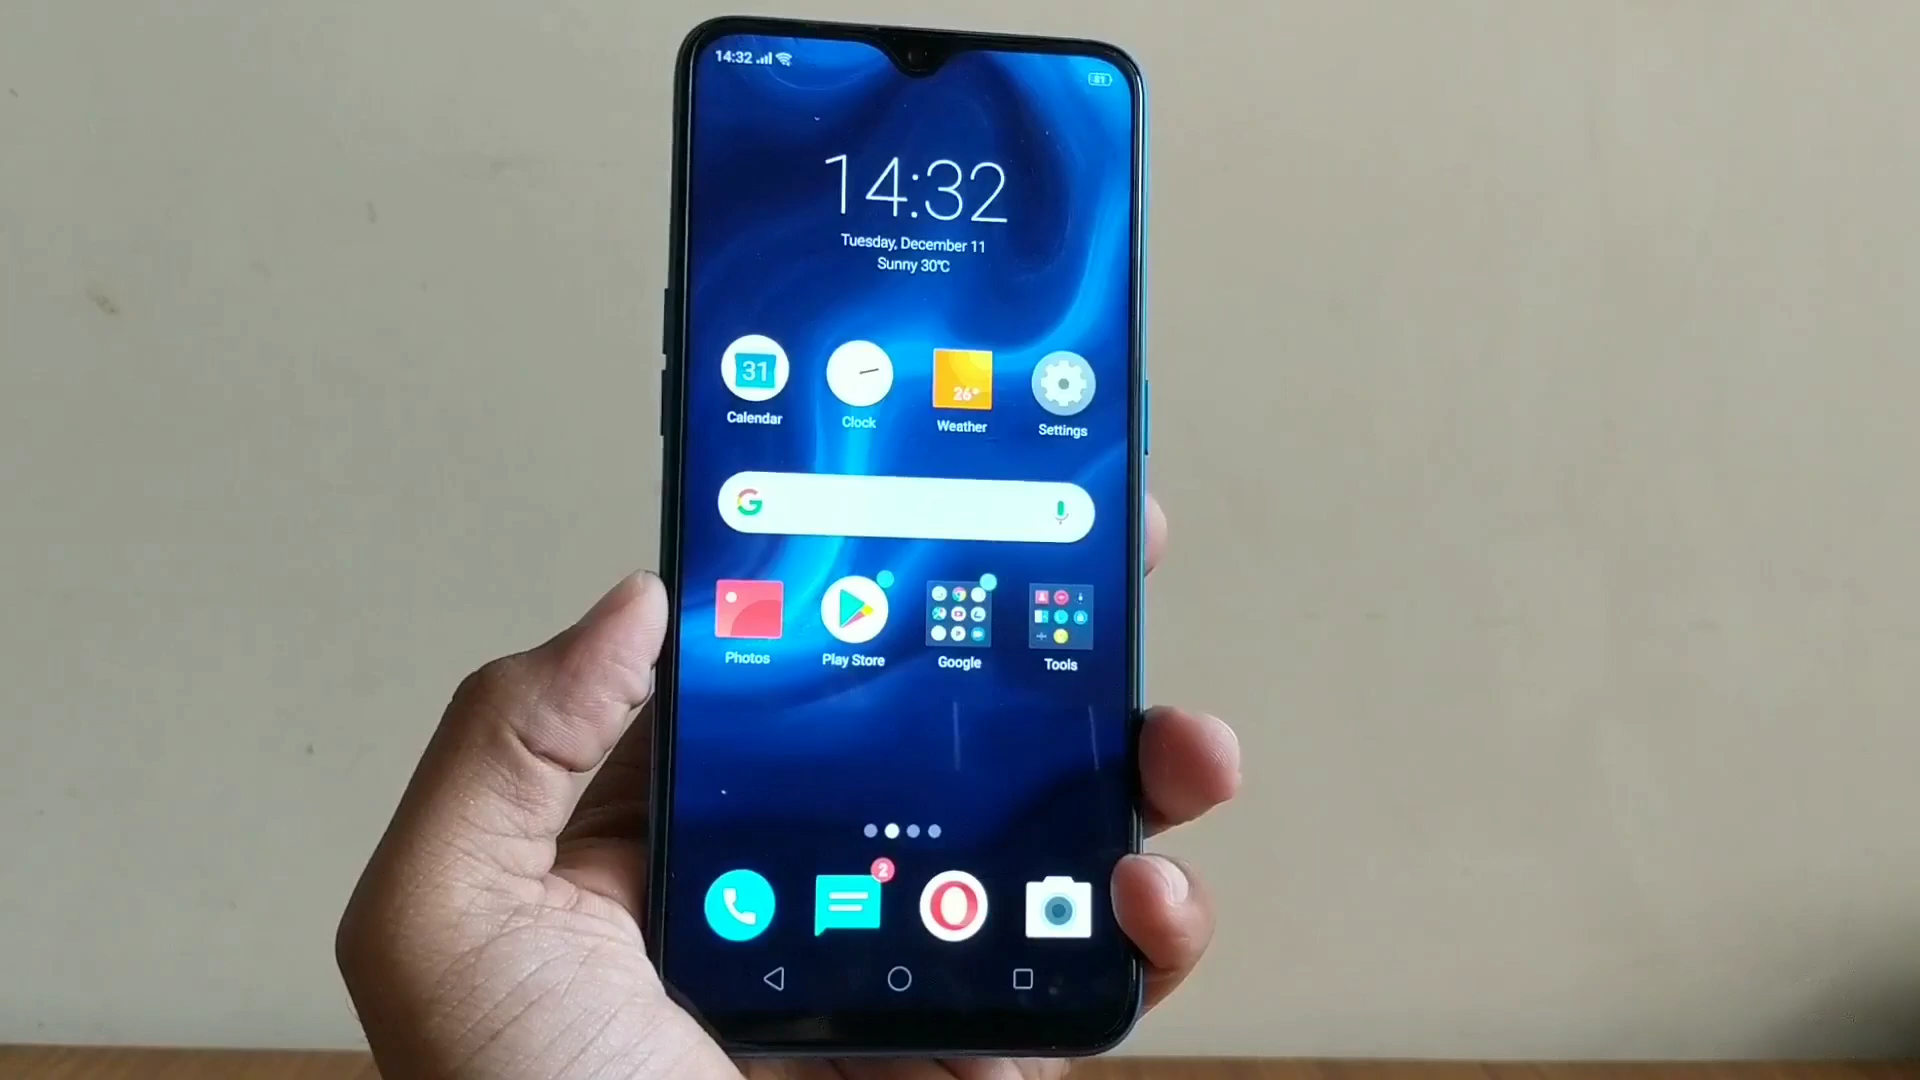 14:32
81
14:32
Tuesday, December 11
Sunny 30°C
31
26°
Calendar
Clock
Weather
Settings
G
Photos
Play Store
Google
Tools
2